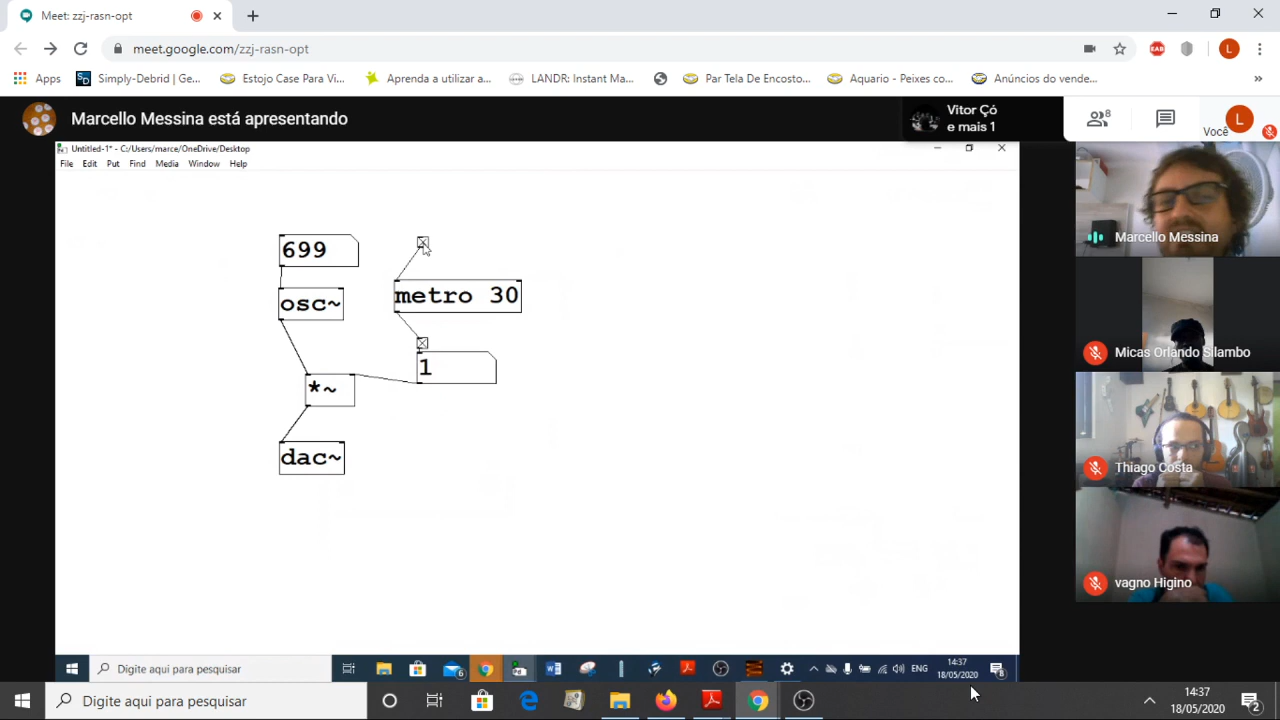 Meet: zzj-rasn-opt
meet.google.com/zzj-rasn-opt
Apps
Simply-Debrid | Ge...
Estojo Case Para Vi...
Aprenda a utilizar a...
LANDR: Instant Ma...
Par Tela De Encosto...
Aquario - Peixes co...
Anúncios do vende...
»
Marcello Messina está apresentando
Vitor Çó
e mais 1
8
Você
L
Untitled-1* - C:/Users/marce/OneDrive/Desktop
File Edit Put Find Media Window Help
699
osc~
metro 30
1
*~
dac~
Marcello Messina
Micas Orlando Silambo
Thiago Costa
vagno Higino
Digite aqui para pesquisar
6
ENG
14:37
18/05/2020
8
Digite aqui para pesquisar
14:37
18/05/2020
2